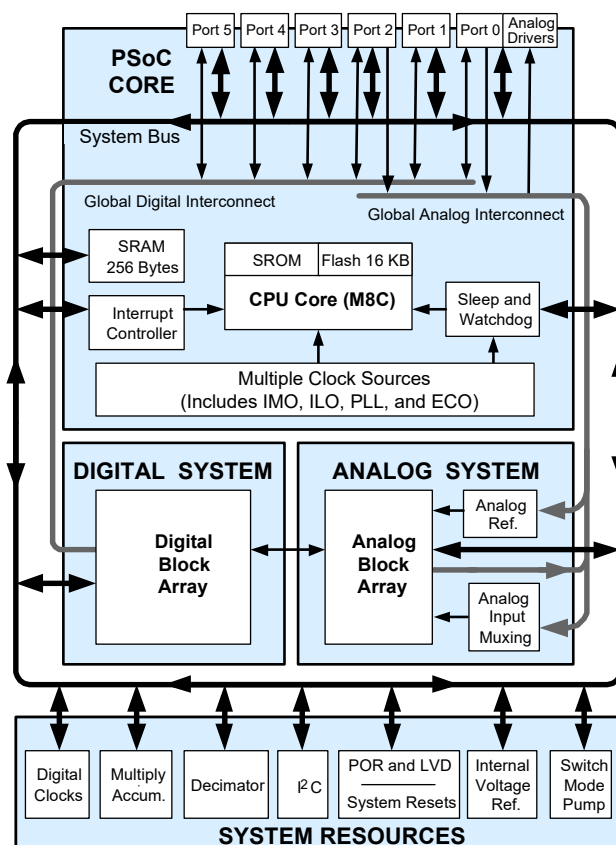 Port 5
Port 4
Port 3
Port 2
Port 1
Port 0
Analog
Drivers
PSoC
CORE
System Bus
Global Digital Interconnect
Global Analog Interconnect
SRAM
256 Bytes
SROM
Flash 16 KB
CPU Core (M8C)
Interrupt
Controller
Sleep and
Watchdog
Multiple Clock Sources
(Includes IMO, ILO, PLL, and ECO)
DIGITAL SYSTEM
ANALOG SYSTEM
Digital
Block
Array
Analog
Block
Array
Analog
Ref.
Analog
Input
Muxing
Digital
Clocks
Multiply
Accum.
Decimator
I²C
POR and LVD
System Resets
Internal
Voltage
Ref.
Switch
Mode
Pump
SYSTEM RESOURCES